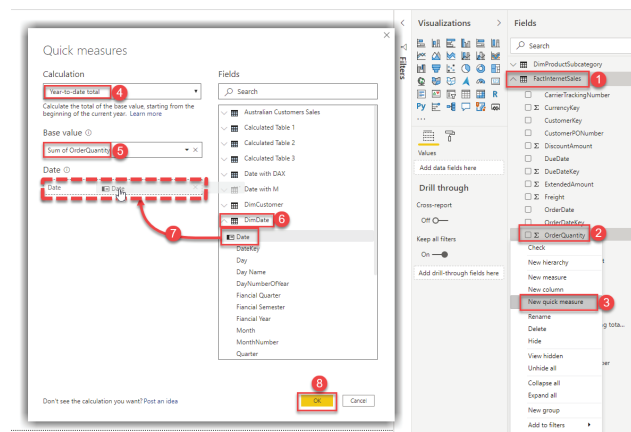 Quick measures
Calculation
Year-to-date total
4
Calculate the total of the base value, starting from the
beginning of the current year. Learn more
Base value
Sum of OrderQuantity
5
Date
Date
Date
7
Don't see the calculation you want? Post an idea
Fields
Search
Australian Customers Sales
Calculated Table 1
Calculated Table 2
Calculated Table 3
Date with DAX
Date with M
DimCustomer
DimDate
6
Date
DateKey
Day
Day Name
DayNumberOfYear
Fiancial Quarter
Fiancial Semester
Fiancial Year
Month
MonthNumber
Quarter
8
OK
Cancel
Filters
Visualizations
R
Py
...
Values
Add data fields here
Drill through
Cross-report
Off
Keep all filters
On
Add drill-through fields here
Fields
Search
DimProductSubcategory
FactInternetSales
1
CarrierTrackingNumber
Σ CurrencyKey
CustomerKey
CustomerPONumber
Σ DiscountAmount
DueDate
Σ DueDateKey
Σ ExtendedAmount
Σ Freight
OrderDate
OrderDateKey
Σ OrderQuantity
2
Check
New hierarchy
New measure
New column
New quick measure
3
Rename
Delete
Hide
View hidden
Unhide all
Collapse all
Expand all
New group
Add to filters